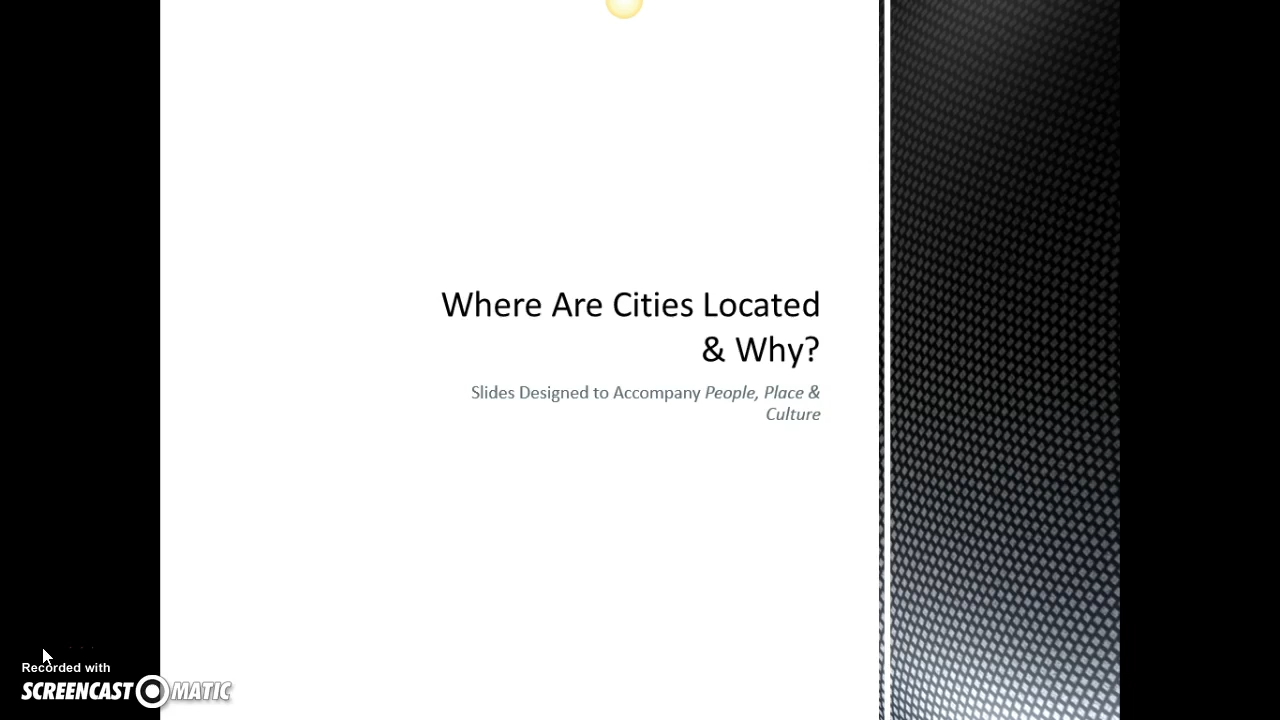 Where Are Cities Located
& Why?
Slides Designed to Accompany People, Place &
Culture
Recorded with
SCREENCAST MATIC